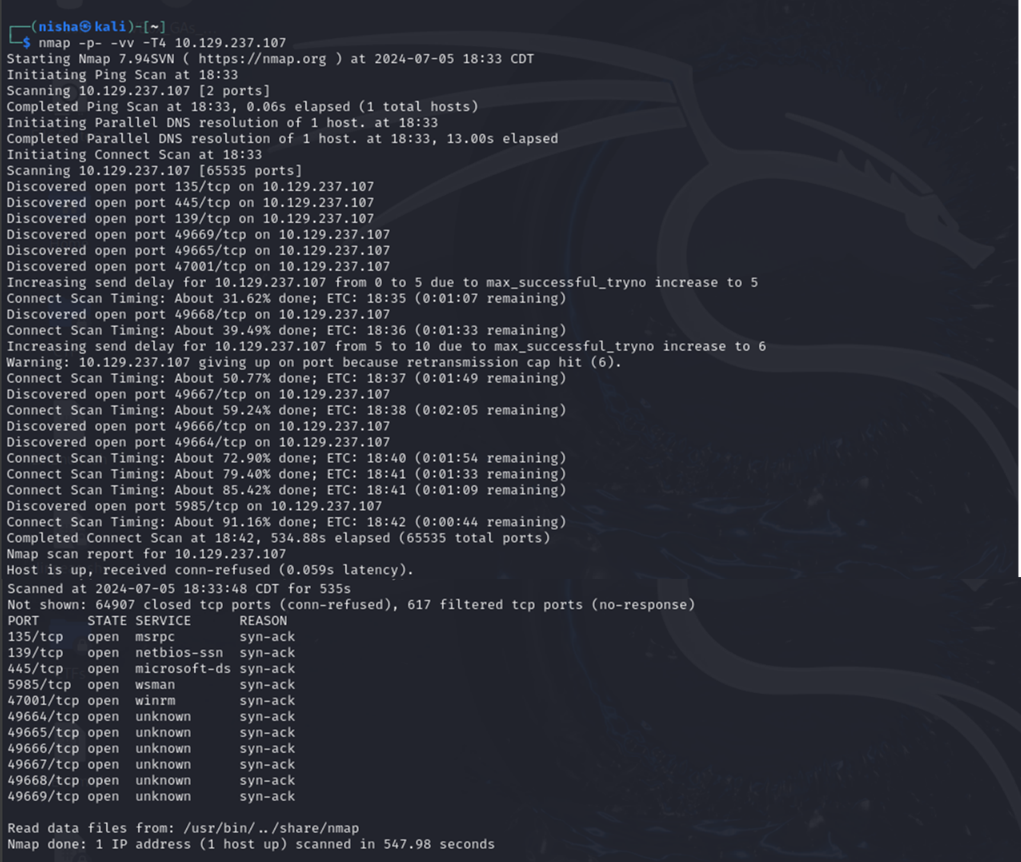 ┌──(nisha㉿kali)-[~]
└─$ nmap -p- -vv -T4 10.129.237.107
Starting Nmap 7.94SVN ( https://nmap.org ) at 2024-07-05 18:33 CDT
Initiating Ping Scan at 18:33
Scanning 10.129.237.107 [2 ports]
Completed Ping Scan at 18:33, 0.06s elapsed (1 total hosts)
Initiating Parallel DNS resolution of 1 host. at 18:33
Completed Parallel DNS resolution of 1 host. at 18:33, 13.00s elapsed
Initiating Connect Scan at 18:33
Scanning 10.129.237.107 [65535 ports]
Discovered open port 135/tcp on 10.129.237.107
Discovered open port 445/tcp on 10.129.237.107
Discovered open port 139/tcp on 10.129.237.107
Discovered open port 49669/tcp on 10.129.237.107
Discovered open port 49665/tcp on 10.129.237.107
Discovered open port 47001/tcp on 10.129.237.107
Increasing send delay for 10.129.237.107 from 0 to 5 due to max_successful_tryno increase to 5
Connect Scan Timing: About 31.62% done; ETC: 18:35 (0:01:07 remaining)
Discovered open port 49668/tcp on 10.129.237.107
Connect Scan Timing: About 39.49% done; ETC: 18:36 (0:01:33 remaining)
Increasing send delay for 10.129.237.107 from 5 to 10 due to max_successful_tryno increase to 6
Warning: 10.129.237.107 giving up on port because retransmission cap hit (6).
Connect Scan Timing: About 50.77% done; ETC: 18:37 (0:01:49 remaining)
Discovered open port 49667/tcp on 10.129.237.107
Connect Scan Timing: About 59.24% done; ETC: 18:38 (0:02:05 remaining)
Discovered open port 49666/tcp on 10.129.237.107
Discovered open port 49664/tcp on 10.129.237.107
Connect Scan Timing: About 72.90% done; ETC: 18:40 (0:01:54 remaining)
Connect Scan Timing: About 79.40% done; ETC: 18:41 (0:01:33 remaining)
Connect Scan Timing: About 85.42% done; ETC: 18:41 (0:01:09 remaining)
Discovered open port 5985/tcp on 10.129.237.107
Connect Scan Timing: About 91.16% done; ETC: 18:42 (0:00:44 remaining)
Completed Connect Scan at 18:42, 534.88s elapsed (65535 total ports)
Nmap scan report for 10.129.237.107
Host is up, received conn-refused (0.059s latency).
Scanned at 2024-07-05 18:33:48 CDT for 535s
Not shown: 64907 closed tcp ports (conn-refused), 617 filtered tcp ports (no-response)
PORT      STATE SERVICE      REASON
135/tcp   open  msrpc        syn-ack
139/tcp   open  netbios-ssn  syn-ack
445/tcp   open  microsoft-ds syn-ack
5985/tcp  open  wsman        syn-ack
47001/tcp open  winrm        syn-ack
49664/tcp open  unknown      syn-ack
49665/tcp open  unknown      syn-ack
49666/tcp open  unknown      syn-ack
49667/tcp open  unknown      syn-ack
49668/tcp open  unknown      syn-ack
49669/tcp open  unknown      syn-ack
Read data files from: /usr/bin/../share/nmap
Nmap done: 1 IP address (1 host up) scanned in 547.98 seconds